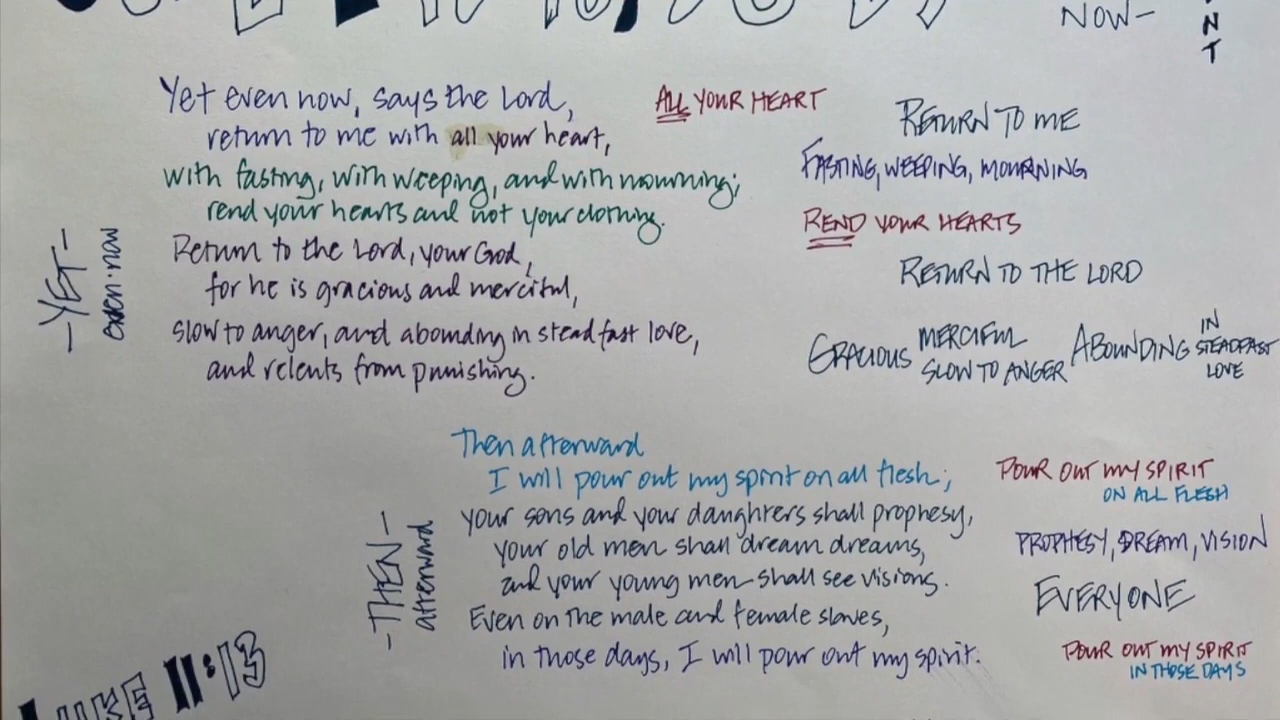 NOW-
NT
Yet even now, says the Lord,
return to me with all your heart,
with fasting, with weeping, and with mourning;
rend your hearts and not your clothing.
Return to the Lord, your God,
for he is gracious and merciful,
slow to anger, and abounding in steadfast love,
and relents from punishing.
-YET-
even now
ALL YOUR HEART
RETURN TO ME
FASTING, WEEPING, MOURNING
REND YOUR HEARTS
RETURN TO THE LORD
GRACIOUS MERCIFUL
SLOW TO ANGER
ABOUNDING IN STEADFAST LOVE
Then afterward
I will pour out my spirit on all flesh;
your sons and your daughters shall prophesy,
your old men shall dream dreams,
and your young men shall see visions.
Even on the male and female slaves,
in those days, I will pour out my spirit.
-THEN-
afterward
POUR OUT MY SPIRIT
ON ALL FLESH
PROPHESY, DREAM, VISION
EVERYONE
POUR OUT MY SPIRIT
IN THOSE DAYS
LUKE 11:13